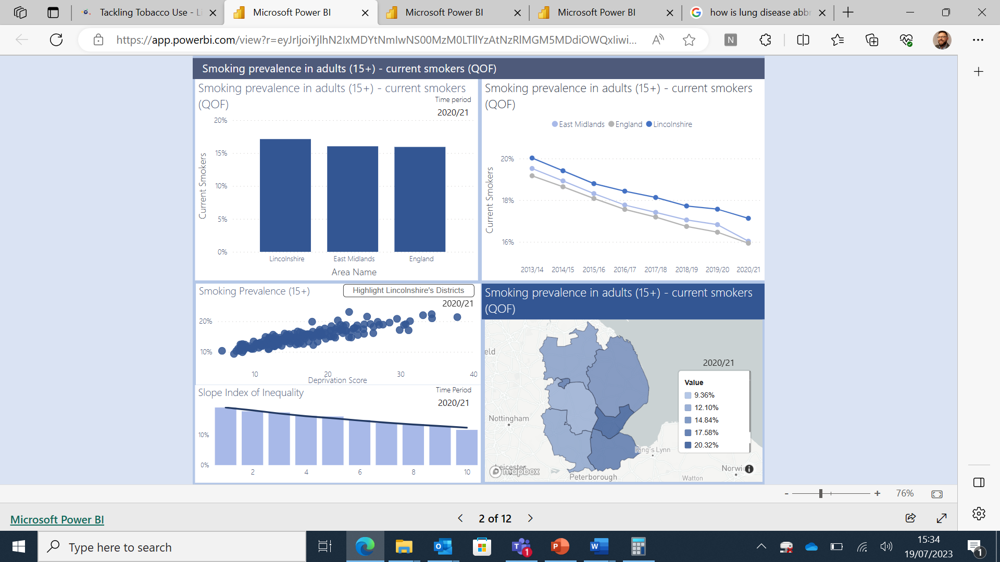 Tackling Tobacco Use - Li
Microsoft Power BI
Microsoft Power BI
Microsoft Power BI
how is lung disease abbr
https://app.powerbi.com/view?r=eyJrIjoiYjlhN2IxMDYtNmIwNS00MzM0LTllYzAtNzRlMGM5MDdiOWQxIiwi...
N
Smoking prevalence in adults (15+) - current smokers (QOF)
Smoking prevalence in adults (15+) - current smokers
(QOF)
Time period
2020/21
20%
15%
10%
5%
0%
Current Smokers
Lincolnshire East Midlands England
Area Name
Smoking prevalence in adults (15+) - current smokers
(QOF)
East Midlands England Lincolnshire
20%
18%
16%
Current Smokers
2013/14 2014/15 2015/16 2016/17 2017/18 2018/19 2019/20 2020/21
Smoking Prevalence (15+)
Highlight Lincolnshire's Districts
2020/21
20%
10%
10 20 30 40
Deprivation Score
Slope Index of Inequality
Time Period
2020/21
10%
0%
2 4 6 8 10
Smoking prevalence in adults (15+) - current smokers
(QOF)
eld
2020/21
Value
9.36%
12.10%
14.84%
17.58%
20.32%
Nottingham
King's Lynn
eicester
mapbox
Peterborough
Norwi
Watton
- + 76%
Microsoft Power BI
2 of 12
Type here to search
1
15:34
19/07/2023
1